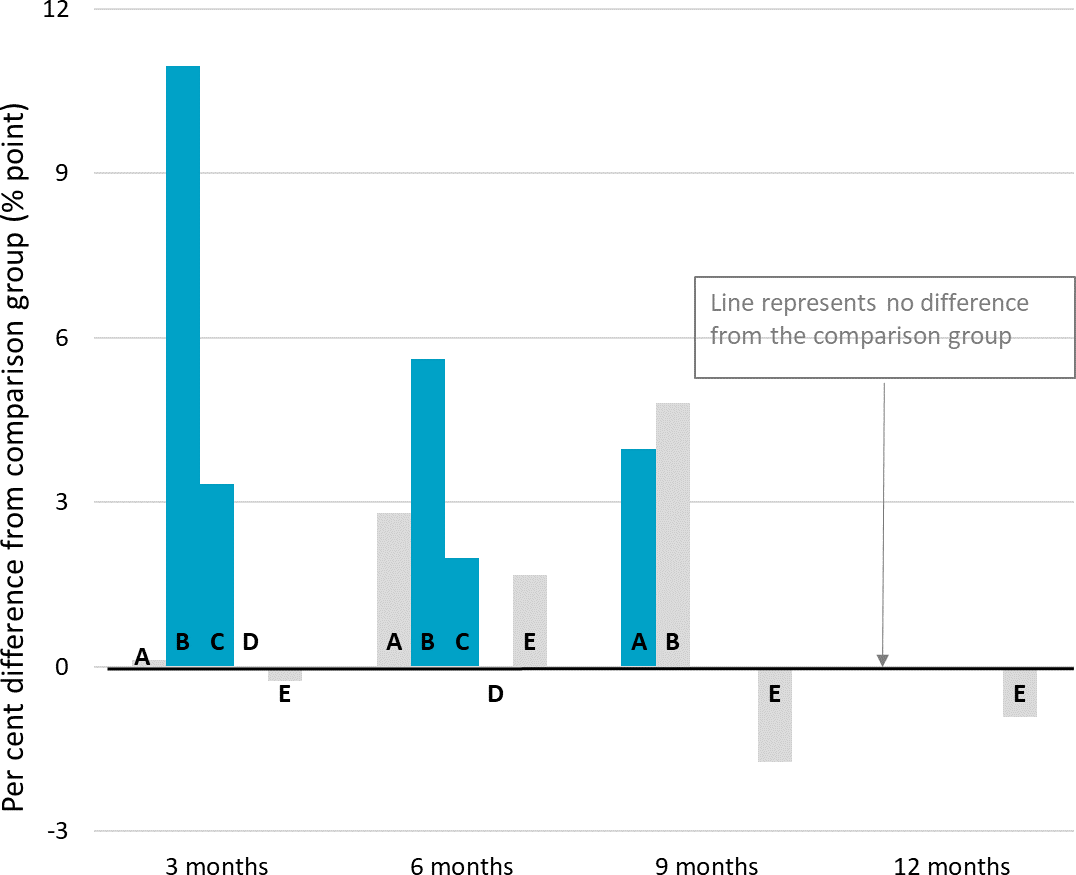 Per cent difference from comparison group (% point)
12
9
6
3
0
-3
Line represents no difference
from the comparison group
A
B
C
D
E
A
B
C
D
E
A
B
E
E
3 months
6 months
9 months
12 months